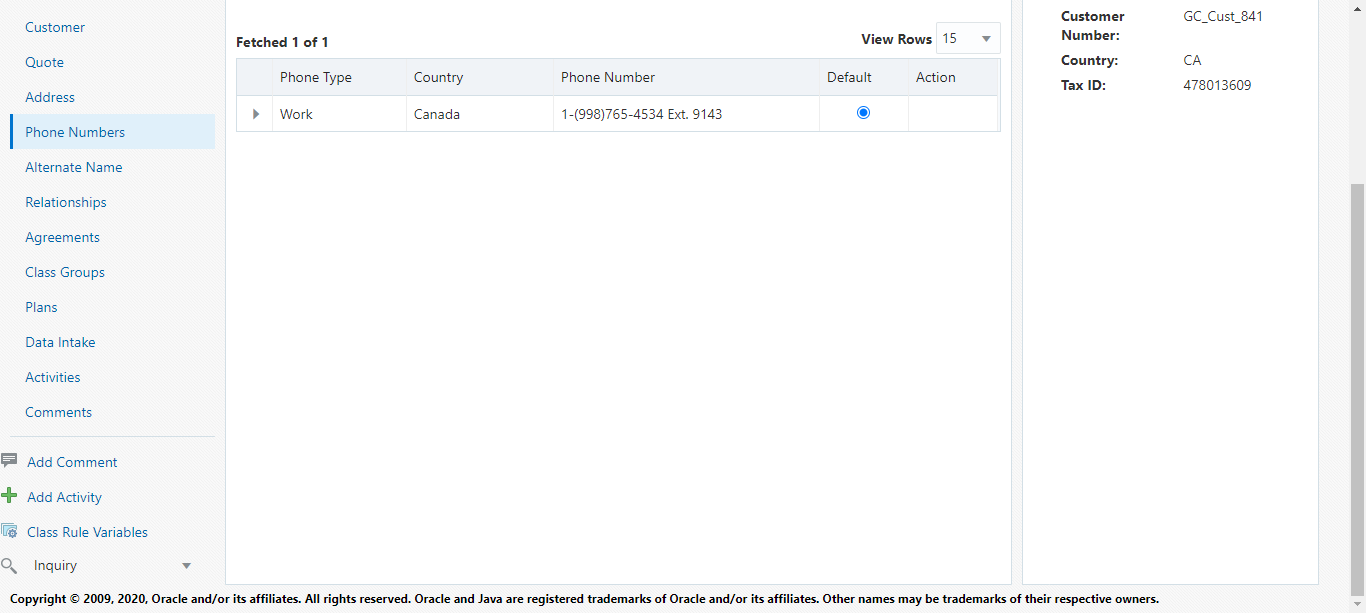 Customer
Quote
Address
Phone Numbers
Alternate Name
Relationships
Agreements
Class Groups
Plans
Data Intake
Activities
Comments
Add Comment
Add Activity
Class Rule Variables
Inquiry
Fetched 1 of 1
View Rows 15
Phone Type Country Phone Number Default Action
Work Canada 1-(998)765-4534 Ext. 9143
Customer Number: GC_Cust_841
Country: CA
Tax ID: 478013609
Copyright © 2009, 2020, Oracle and/or its affiliates. All rights reserved. Oracle and Java are registered trademarks of Oracle and/or its affiliates. Other names may be trademarks of their respective owners.